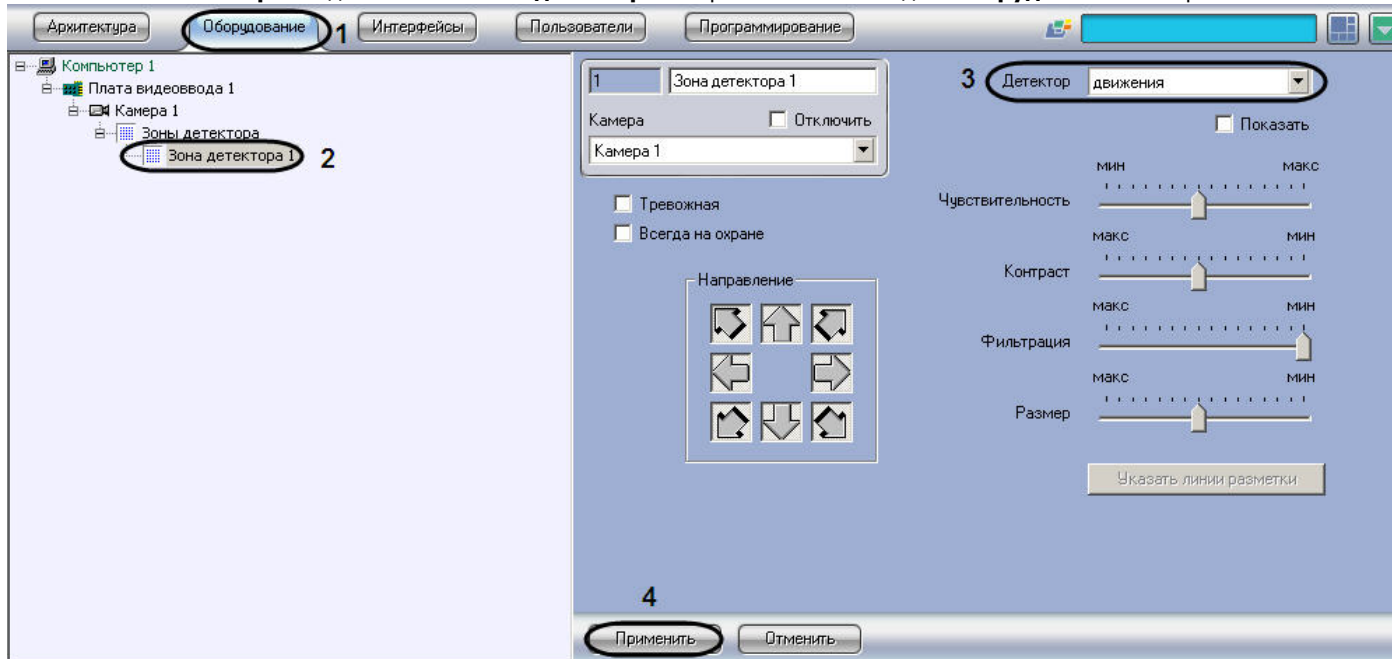 Архитектура Оборудование 1 Интерфейсы Пользователи Программирование
Компьютер 1
Плата видеоввода 1
Камера 1
Зоны детектора
Зона детектора 1 2
1 Зона детектора 1
Камера Отключить
Камера 1
Тревожная
Всегда на охране
Направление
3 Детектор движения
Показать
мин макс
Чувствительность
макс мин
Контраст
макс мин
Фильтрация
макс мин
Размер
Указать линии разметки
4
Применить Отменить